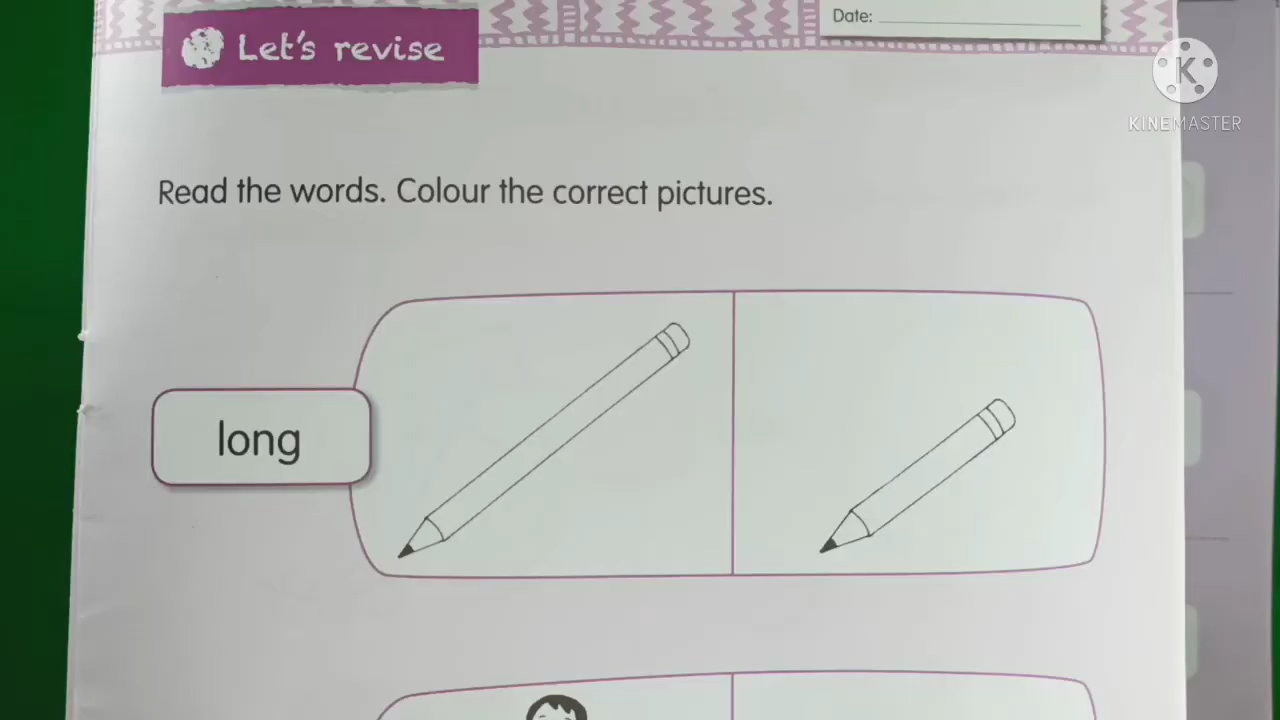 Let's revise
Date:
K
KINEMASTER
Read the words. Colour the correct pictures.
long